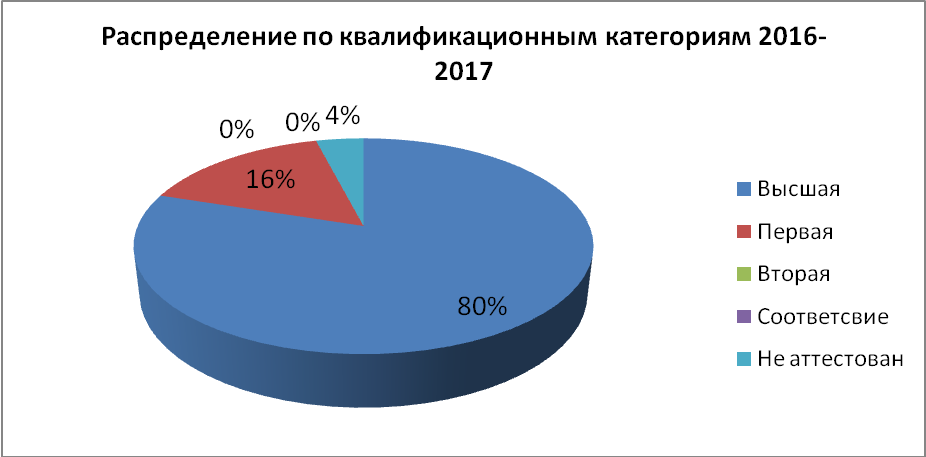 Распределение по квалификационным категориям 2016-
2017
0%
0%
4%
16%
80%
Высшая
Первая
Вторая
Соответсвие
Не аттестован